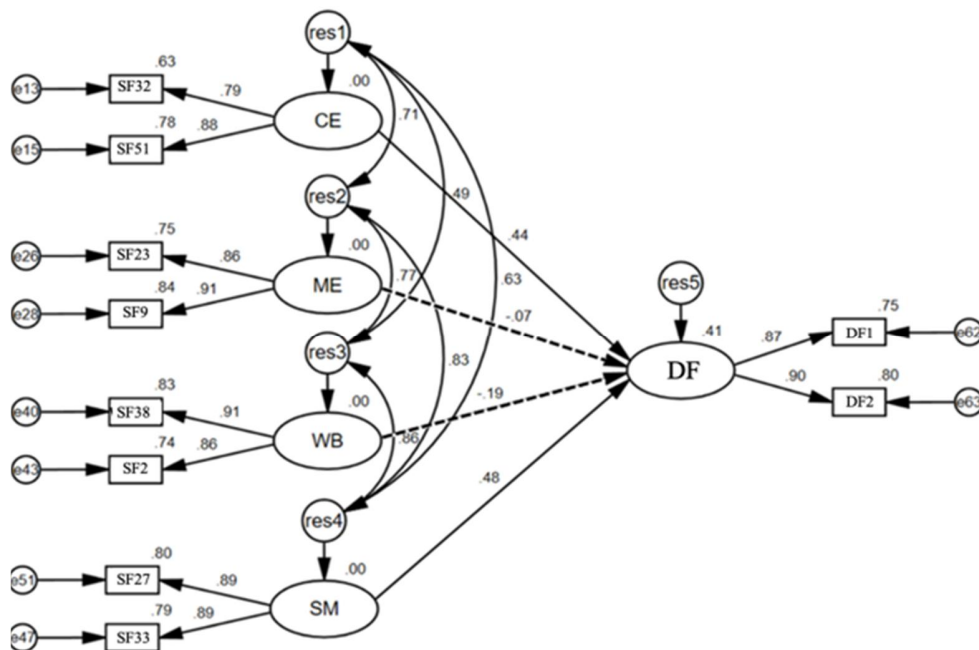 res1
.63
.00
e13
SF32
.79
CE
.71
.78
e15
SF51
.88
res2
.49
.75
.00
.44
e26
SF23
.86
ME
.77
.63
res5
.84
e28
SF9
.91
-.07
.41
.75
res3
.87
DF1
e62
.83
.83
DF
.00
.80
e40
SF38
.91
WB
-.19
.90
DF2
e63
.74
.86
e43
SF2
.86
.48
res4
.80
.00
e51
SF27
.89
SM
.79
e47
SF33
.89